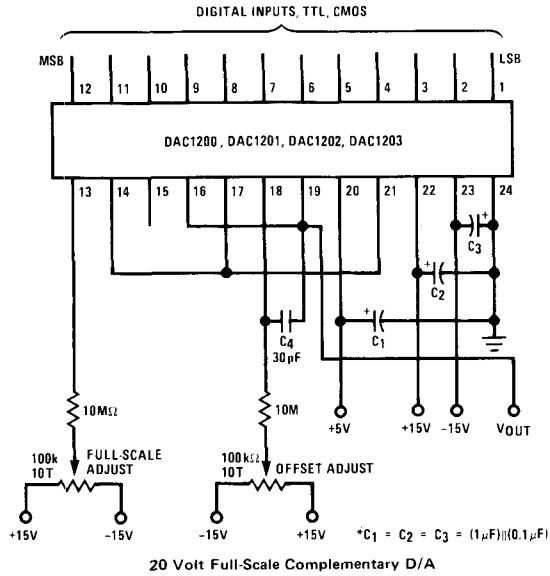 DIGITAL INPUTS, TTL, CMOS
MSB LSB
12 11 10 9 8 7 6 5 4 3 2 1
DAC1200, DAC1201, DAC1202, DAC1203
13 14 15 16 17 18 19 20 21 22 23 24
+
C3
+
C2
+
C1
C4
30pF
10MΩ
10M
+5V +15V -15V VOUT
100k
10T
FULL-SCALE
ADJUST
100kΩ
10T
OFFSET ADJUST
+15V -15V -15V +15V
*C1 = C2 = C3 = (1μF)||(0.1μF)
20 Volt Full-Scale Complementary D/A